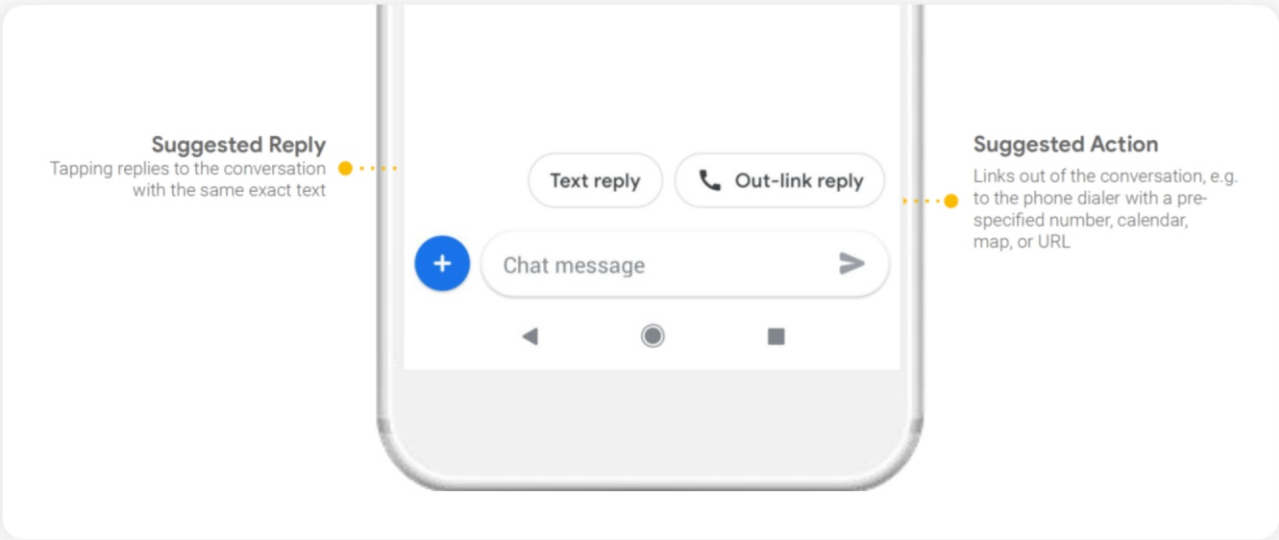 Suggested Reply
Tapping replies to the conversation
with the same exact text
Text reply
Out-link reply
Chat message
Suggested Action
Links out of the conversation, e.g.
to the phone dialer with a pre-
specified number, calendar,
map, or URL